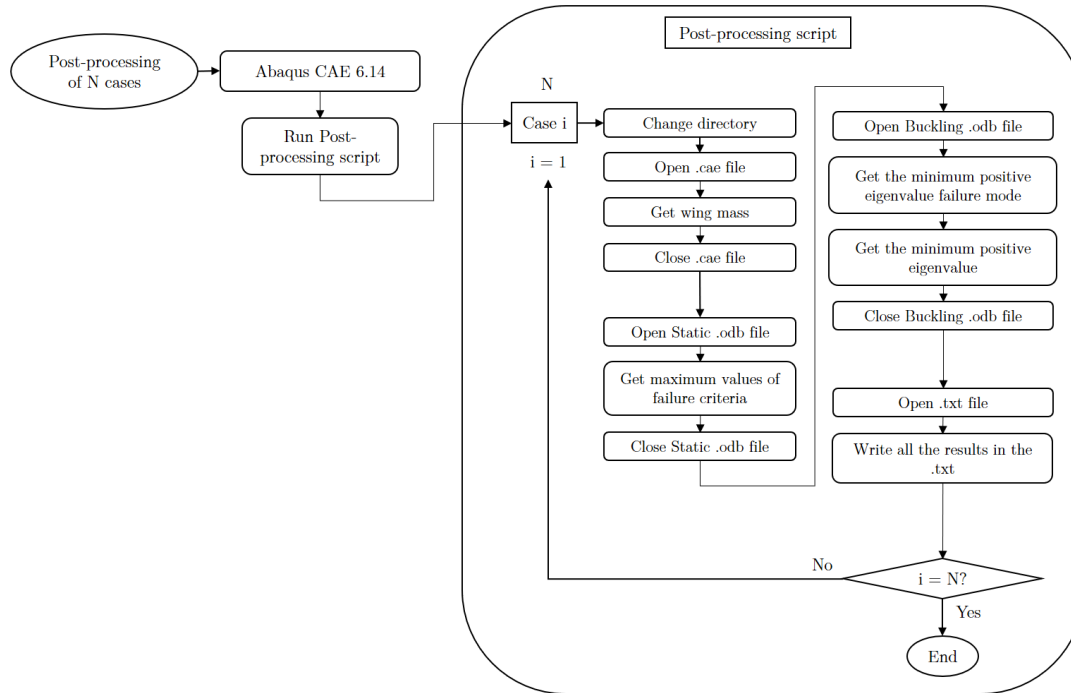 Post-processing
of N cases
Abaqus CAE 6.14
Run Post-
processing script
Post-processing script
N
Case i
i = 1
Change directory
Open .cae file
Get wing mass
Close .cae file
Open Static .odb file
Get maximum values of
failure criteria
Close Static .odb file
Open Buckling .odb file
Get the minimum positive
eigenvalue failure mode
Get the minimum positive
eigenvalue
Close Buckling .odb file
Open .txt file
Write all the results in the
.txt
i = N?
No
Yes
End